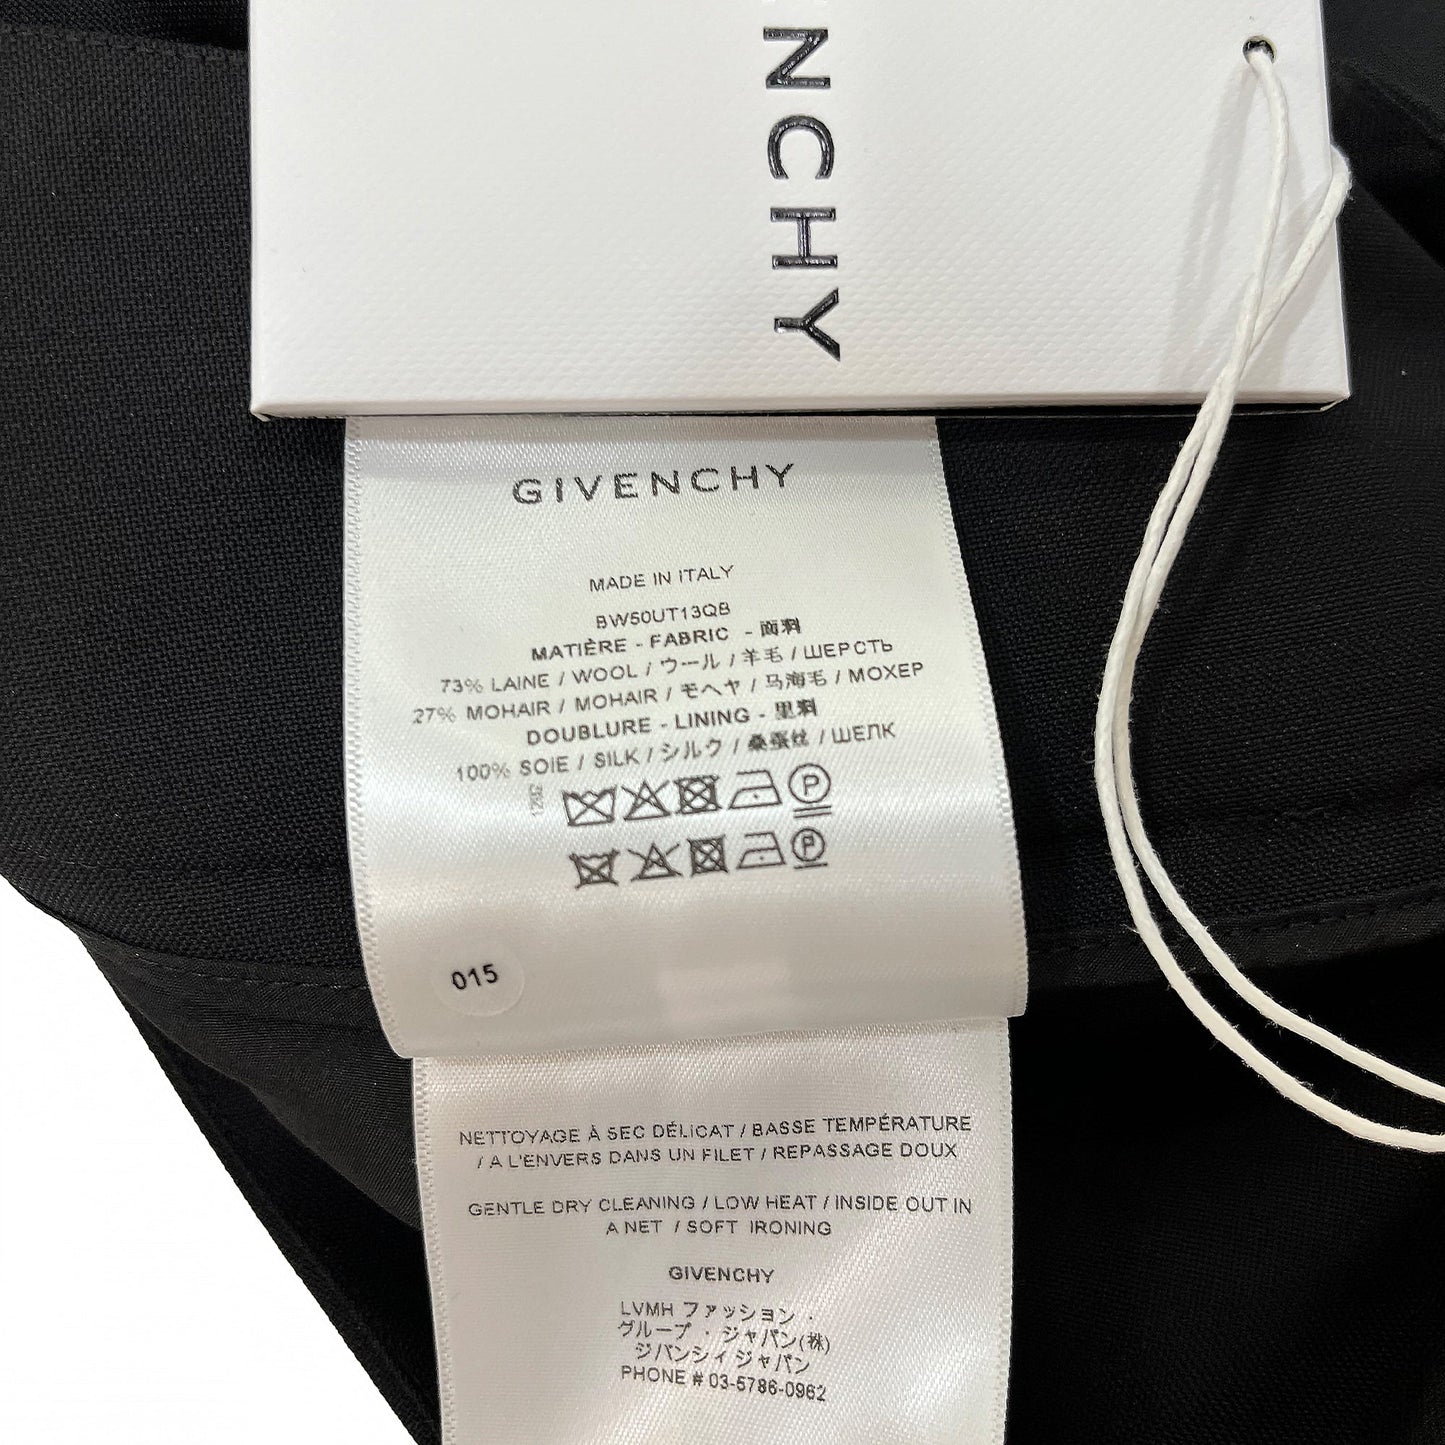 ENCHY
GIVENCHY
MADE IN ITALY
BW50UT13QB
MATIÈRE - FABRIC - 面料
73% LAINE / WOOL / ウール / 羊毛 / ШЕРСТЬ
27% MOHAIR / MOHAIR / モヘヤ / 马海毛 / МОХЕР
DOUBLURE - LINING - 里料
100% SOIE / SILK / シルク / 桑蚕丝 / ШЕЛК
P
P
015
NETTOYAGE À SEC DÉLICAT / BASSE TEMPÉRATURE
/ A L'ENVERS DANS UN FILET / REPASSAGE DOUX
GENTLE DRY CLEANING / LOW HEAT / INSIDE OUT IN
A NET / SOFT IRONING
GIVENCHY
LVMH ファッション ·
グループ · ジャパン(株)
ジバンシィ ジャパン
PHONE # 03-5786-0962